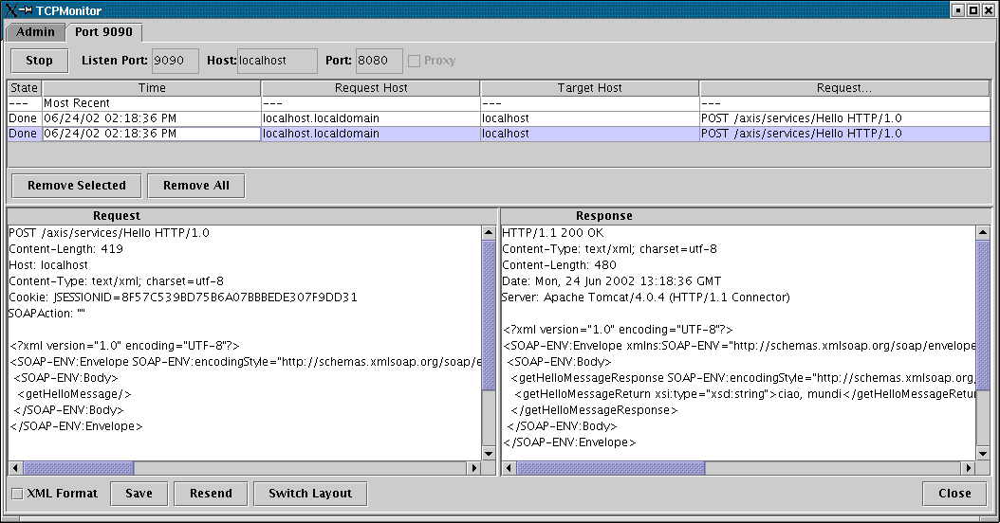 TCPMonitor
Admin Port 9090
Stop Listen Port: 9090 Host: localhost Port: 8080 Proxy
State Time Request Host Target Host Request...
--- Most Recent --- --- ---
Done 06/24/02 02:18:36 PM localhost.localdomain localhost POST /axis/services/Hello HTTP/1.0
Done 06/24/02 02:18:36 PM localhost.localdomain localhost POST /axis/services/Hello HTTP/1.0
Remove Selected Remove All
Request
POST /axis/services/Hello HTTP/1.0
Content-Length: 419
Host: localhost
Content-Type: text/xml; charset=utf-8
Cookie: JSESSIONID=8F57C539BD75B6A07BBBEDE307F9DD31
SOAPAction: ""
<?xml version="1.0" encoding="UTF-8"?>
<SOAP-ENV:Envelope SOAP-ENV:encodingStyle="http://schemas.xmlsoap.org/soap/e
<SOAP-ENV:Body>
<getHelloMessage/>
</SOAP-ENV:Body>
</SOAP-ENV:Envelope>
Response
HTTP/1.1 200 OK
Content-Type: text/xml; charset=utf-8
Content-Length: 480
Date: Mon, 24 Jun 2002 13:18:36 GMT
Server: Apache Tomcat/4.0.4 (HTTP/1.1 Connector)
<?xml version="1.0" encoding="UTF-8"?>
<SOAP-ENV:Envelope xmlns:SOAP-ENV="http://schemas.xmlsoap.org/soap/envelope
<SOAP-ENV:Body>
<getHelloMessageResponse SOAP-ENV:encodingStyle="http://schemas.xmlsoap.org,
<getHelloMessageReturn xsi:type="xsd:string">ciao, mundi</getHelloMessageRetu
</getHelloMessageResponse>
</SOAP-ENV:Body>
</SOAP-ENV:Envelope>
XML Format Save Resend Switch Layout Close